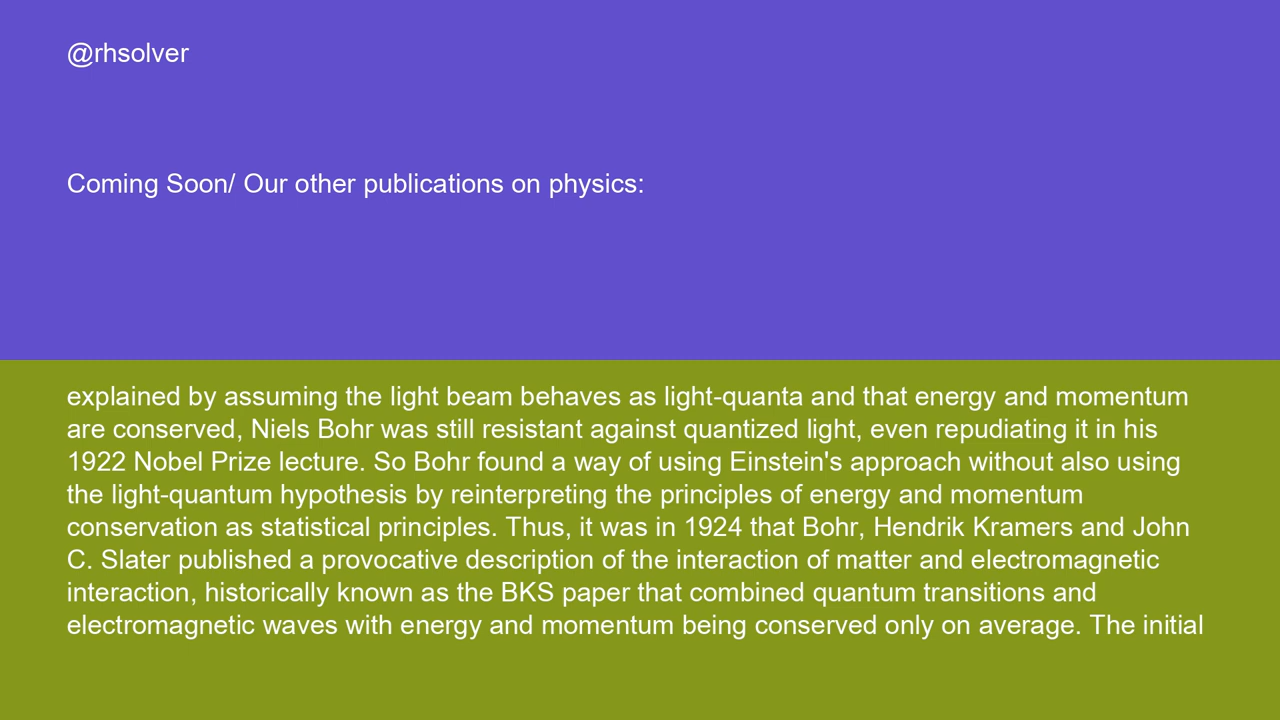 @rhsolver
Coming Soon/ Our other publications on physics:
explained by assuming the light beam behaves as light-quanta and that energy and momentum
are conserved, Niels Bohr was still resistant against quantized light, even repudiating it in his
1922 Nobel Prize lecture. So Bohr found a way of using Einstein's approach without also using
the light-quantum hypothesis by reinterpreting the principles of energy and momentum
conservation as statistical principles. Thus, it was in 1924 that Bohr, Hendrik Kramers and John
C. Slater published a provocative description of the interaction of matter and electromagnetic
interaction, historically known as the BKS paper that combined quantum transitions and
electromagnetic waves with energy and momentum being conserved only on average. The initial